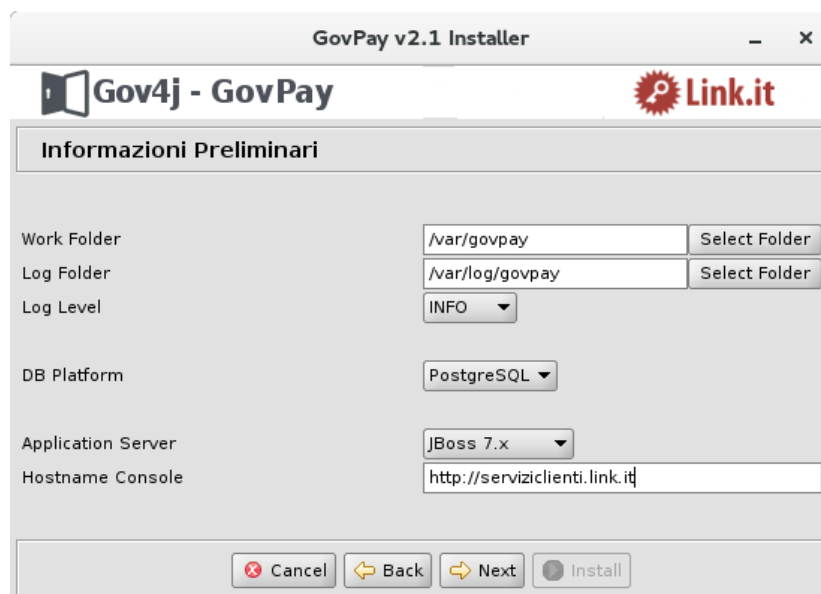 GovPay v2.1 Installer
Gov4j - GovPay
Link.it
Informazioni Preliminari
Work Folder /var/govpay Select Folder
Log Folder /var/log/govpay Select Folder
Log Level INFO
DB Platform PostgreSQL
Application Server JBoss 7.x
Hostname Console http://serviziclienti.link.it
Cancel Back Next Install